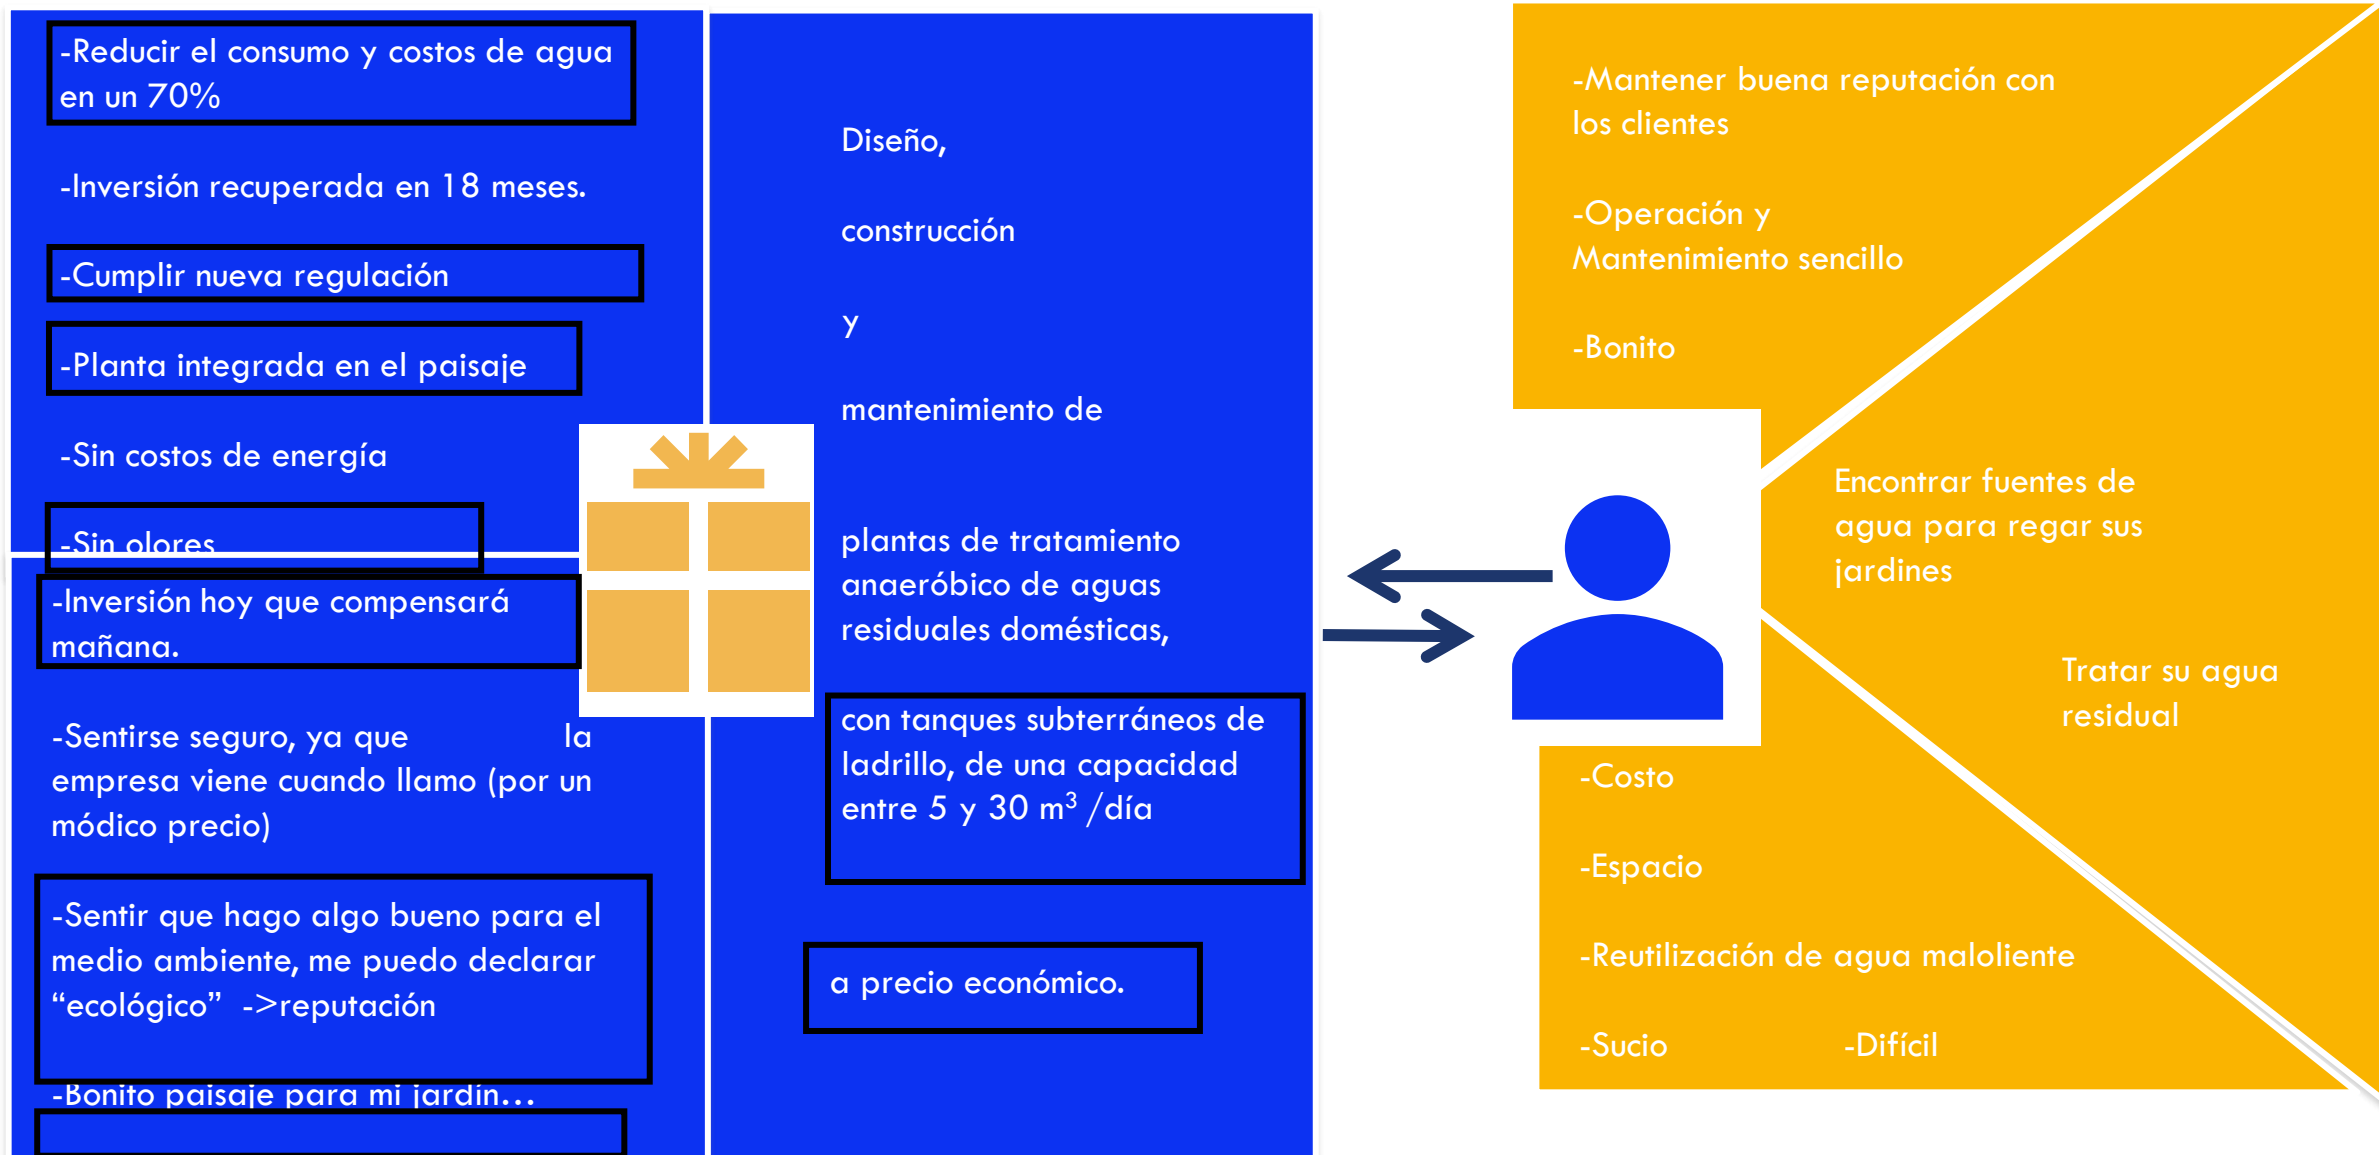 -Reducir el consumo y costos de agua
en un 70%
-Inversión recuperada en 18 meses.
-Cumplir nueva regulación
-Planta integrada en el paisaje
-Sin costos de energía
-Sin olores
-Inversión hoy que compensará
mañana.
-Sentirse seguro, ya que la
empresa viene cuando llamo (por un
módico precio)
-Sentir que hago algo bueno para el
medio ambiente, me puedo declarar
“ecológico” ->reputación
-Bonito paisaje para mi jardín…
Diseño,
construcción
y
mantenimiento de
plantas de tratamiento
anaeróbico de aguas
residuales domésticas,
con tanques subterráneos de
ladrillo, de una capacidad
entre 5 y 30 m³ /día
a precio económico.
-Mantener buena reputación con
los clientes
-Operación y
Mantenimiento sencillo
-Bonito
Encontrar fuentes de
agua para regar sus
jardines
Tratar su agua
residual
-Costo
-Espacio
-Reutilización de agua maloliente
-Sucio -Difícil